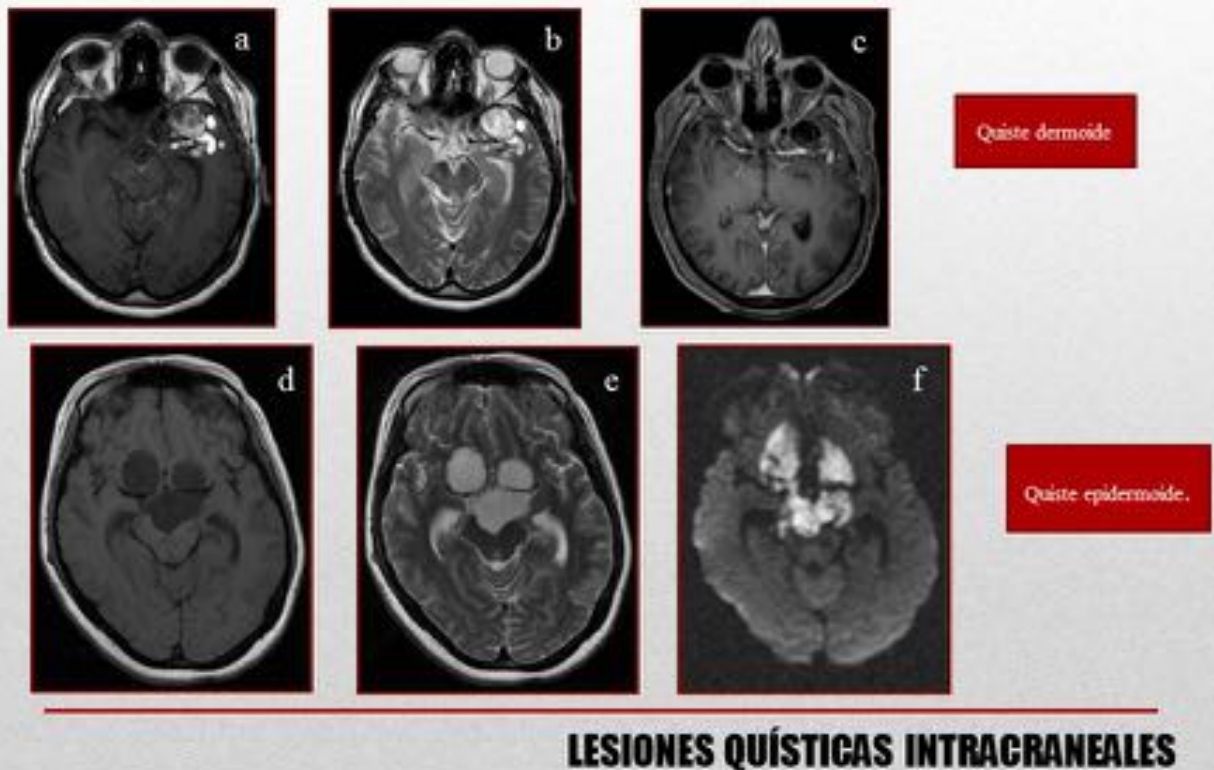 a
b
c
Quiste dermoide
d
e
f
Quiste epidermoide.
LESIONES QUÍSTICAS INTRACRANEALES